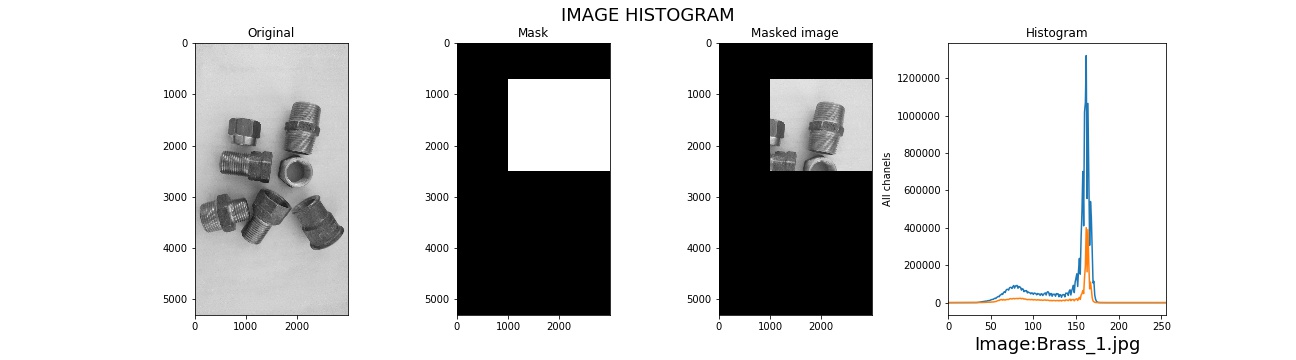 IMAGE HISTOGRAM
Original
Mask
Masked image
Histogram
0
1000
2000
3000
4000
5000
0 1000 2000
0
1000
2000
3000
4000
5000
0 1000 2000
0
1000
2000
3000
4000
5000
0 1000 2000
All chanels
1200000
1000000
800000
600000
400000
200000
0
0 50 100 150 200 250
Image:Brass_1.jpg